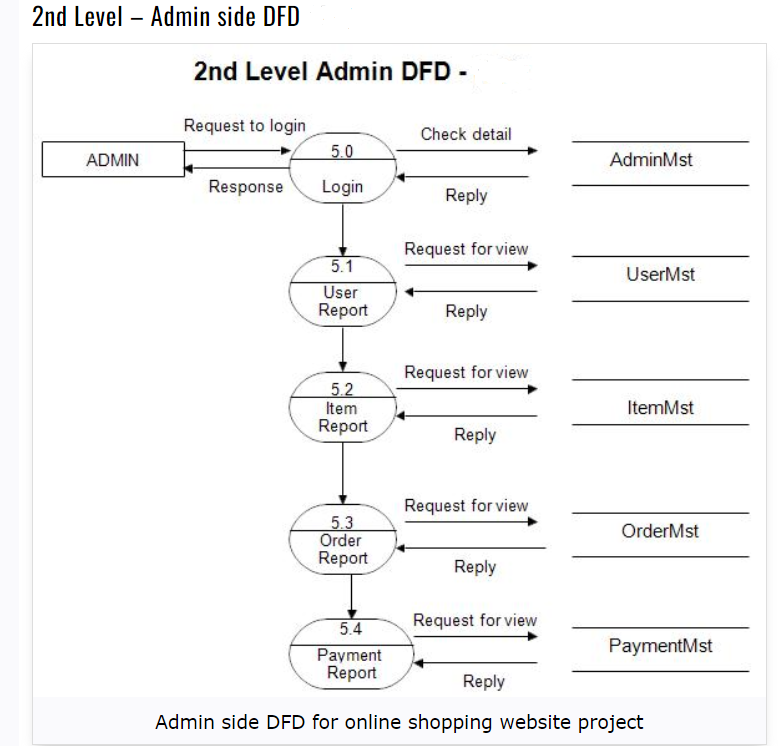 2nd Level – Admin side DFD
2nd Level Admin DFD -
Request to login
Check detail
ADMIN
5.0
AdminMst
Response
Login
Reply
Request for view
5.1
UserMst
User
Report
Reply
Request for view
5.2
Item
ItemMst
Report
Reply
Request for view
5.3
OrderMst
Order
Report
Reply
Request for view
5.4
PaymentMst
Payment
Report
Reply
Admin side DFD for online shopping website project